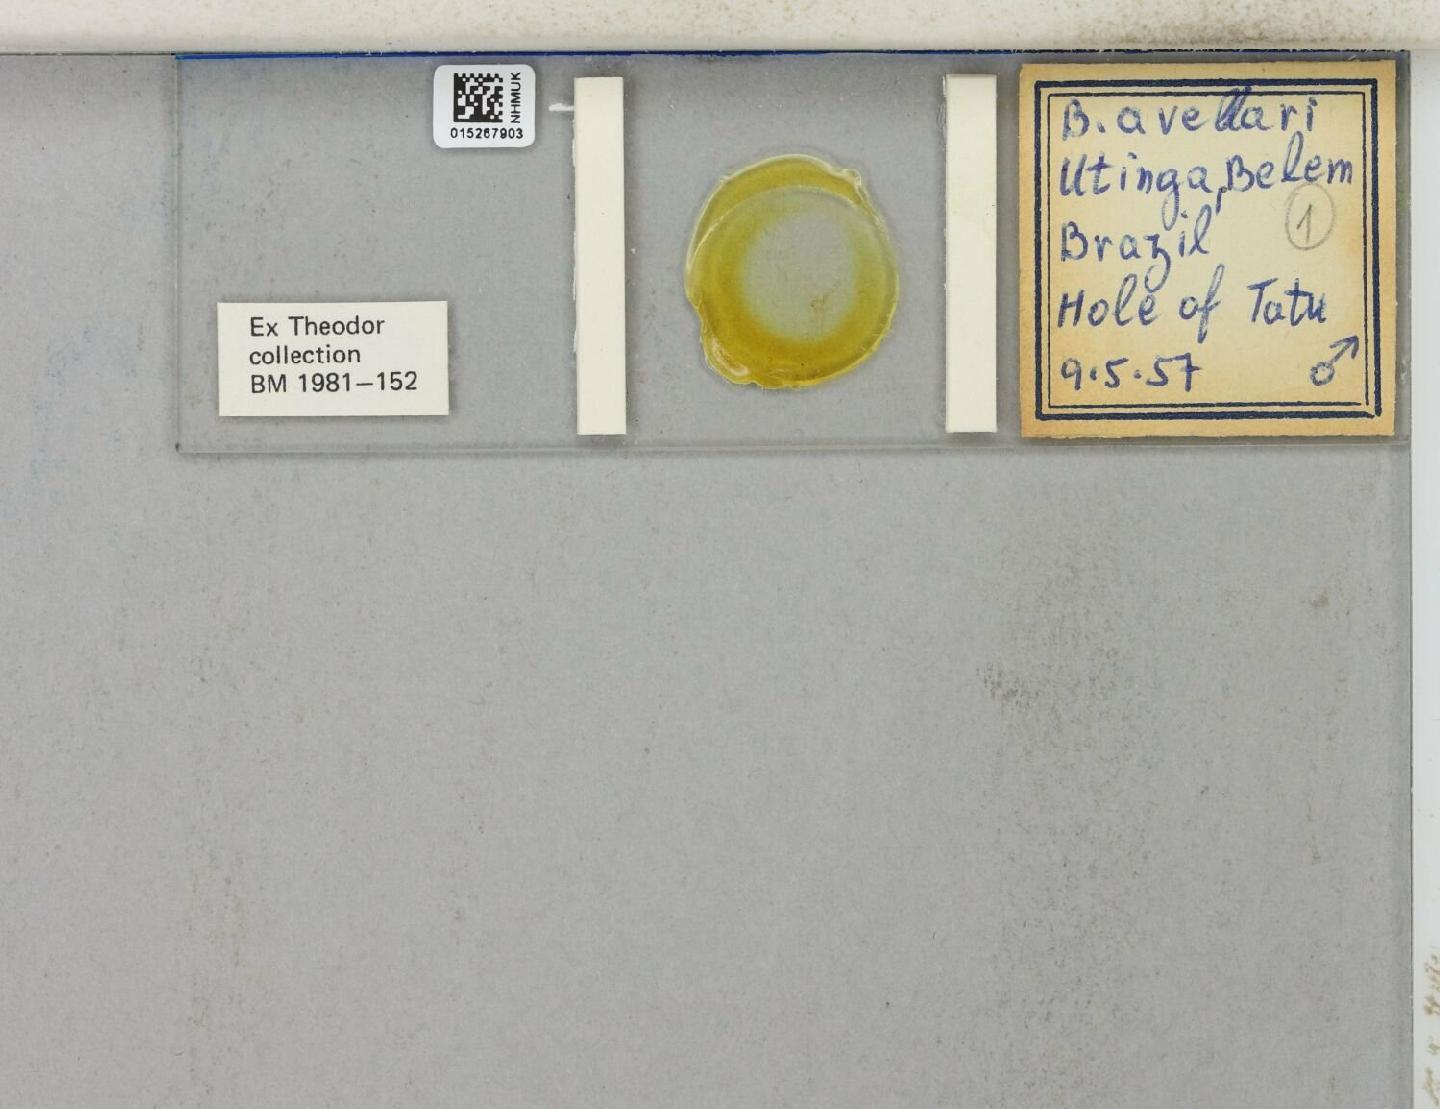 NHMUK
015267903
Ex Theodor
collection
BM 1981–152
B. avellari
Utinga, Belem
1
Brazil
Hole of Tatu
9.5.57 ♂